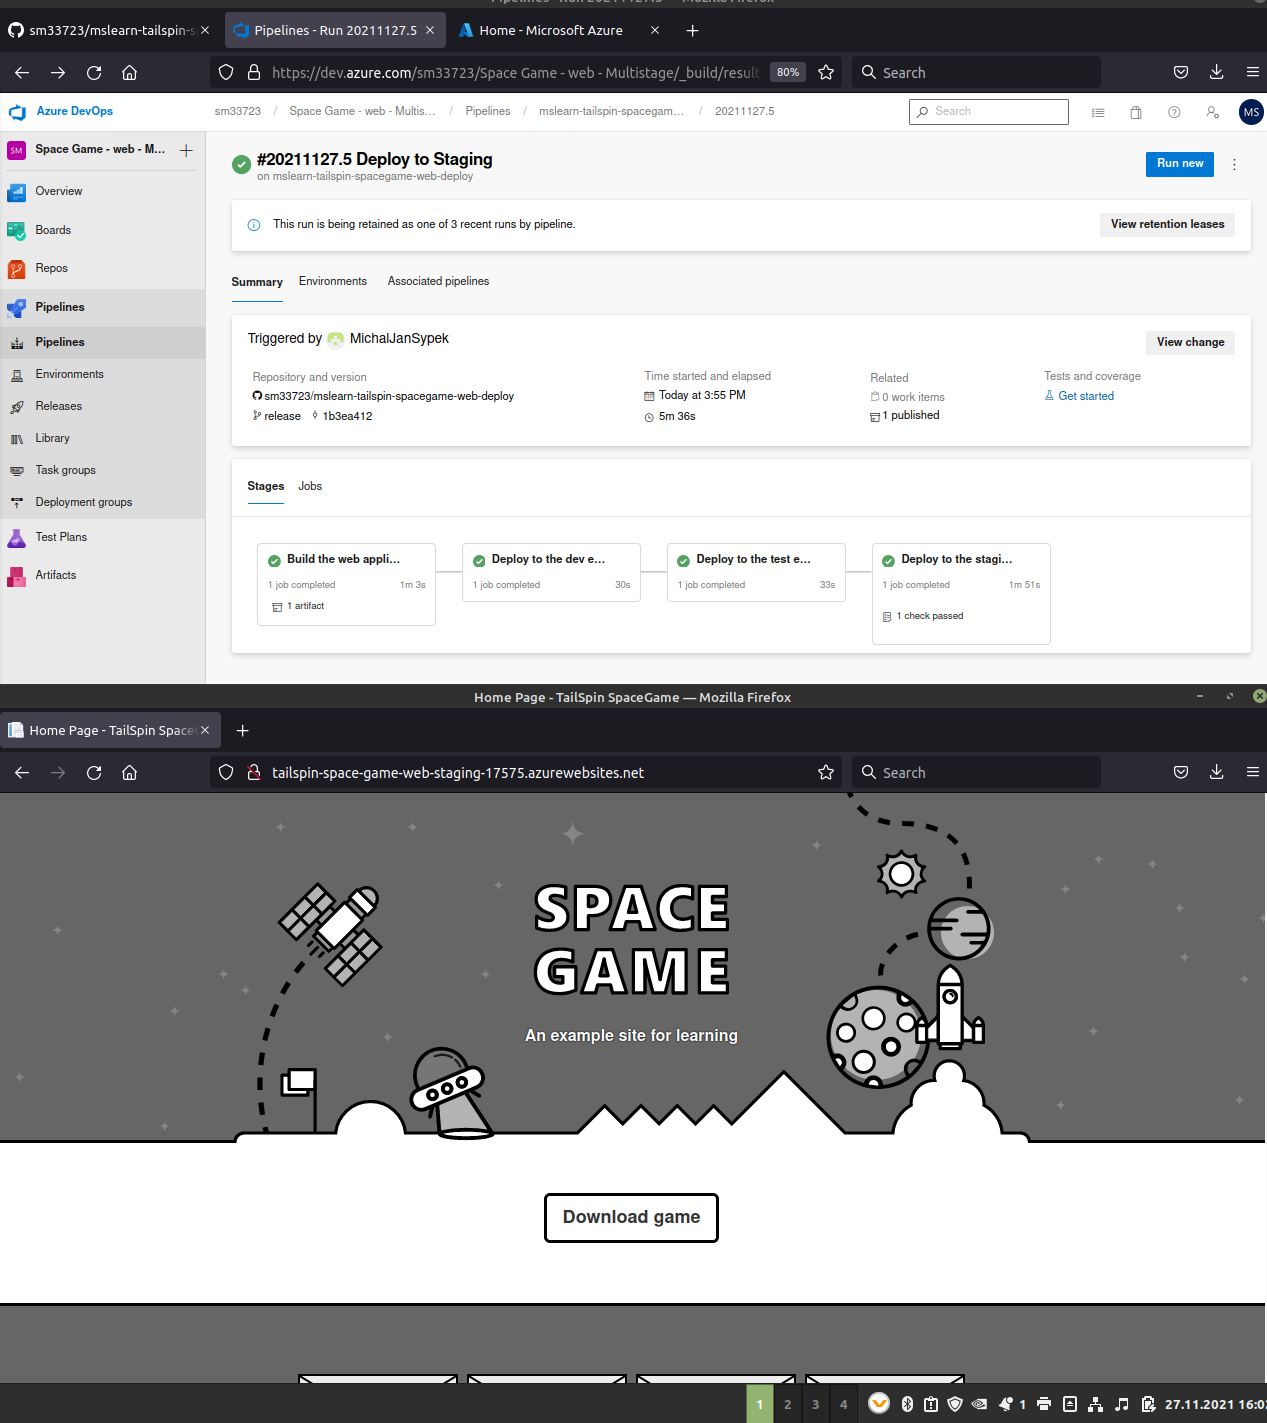 sm33723/mslearn-tailspin-s
Pipelines - Run 20211127.5
Home - Microsoft Azure
https://dev.azure.com/sm33723/Space Game - web - Multistage/_build/result
80%
Search
Azure DevOps
sm33723 / Space Game - web - Multis... / Pipelines / mslearn-tailspin-spacegam... / 20211127.5
Search
MS
SM
Space Game - web - M...
Overview
Boards
Repos
Pipelines
Pipelines
Environments
Releases
Library
Task groups
Deployment groups
Test Plans
Artifacts
#20211127.5 Deploy to Staging
on mslearn-tailspin-spacegame-web-deploy
Run new
This run is being retained as one of 3 recent runs by pipeline.
View retention leases
Summary
Environments
Associated pipelines
Triggered by MichalJanSypek
View change
Repository and version
sm33723/mslearn-tailspin-spacegame-web-deploy
release 1b3ea412
Time started and elapsed
Today at 3:55 PM
5m 36s
Related
0 work items
1 published
Tests and coverage
Get started
Stages
Jobs
Build the web appli...
1 job completed 1m 3s
1 artifact
Deploy to the dev e...
1 job completed 30s
Deploy to the test e...
1 job completed 33s
Deploy to the stagi...
1 job completed 1m 51s
1 check passed
Home Page - TailSpin SpaceGame — Mozilla Firefox
Home Page - TailSpin Space
tailspin-space-game-web-staging-17575.azurewebsites.net
Search
SPACE
GAME
An example site for learning
Download game
1 2 3 4
1
27.11.2021 16:0